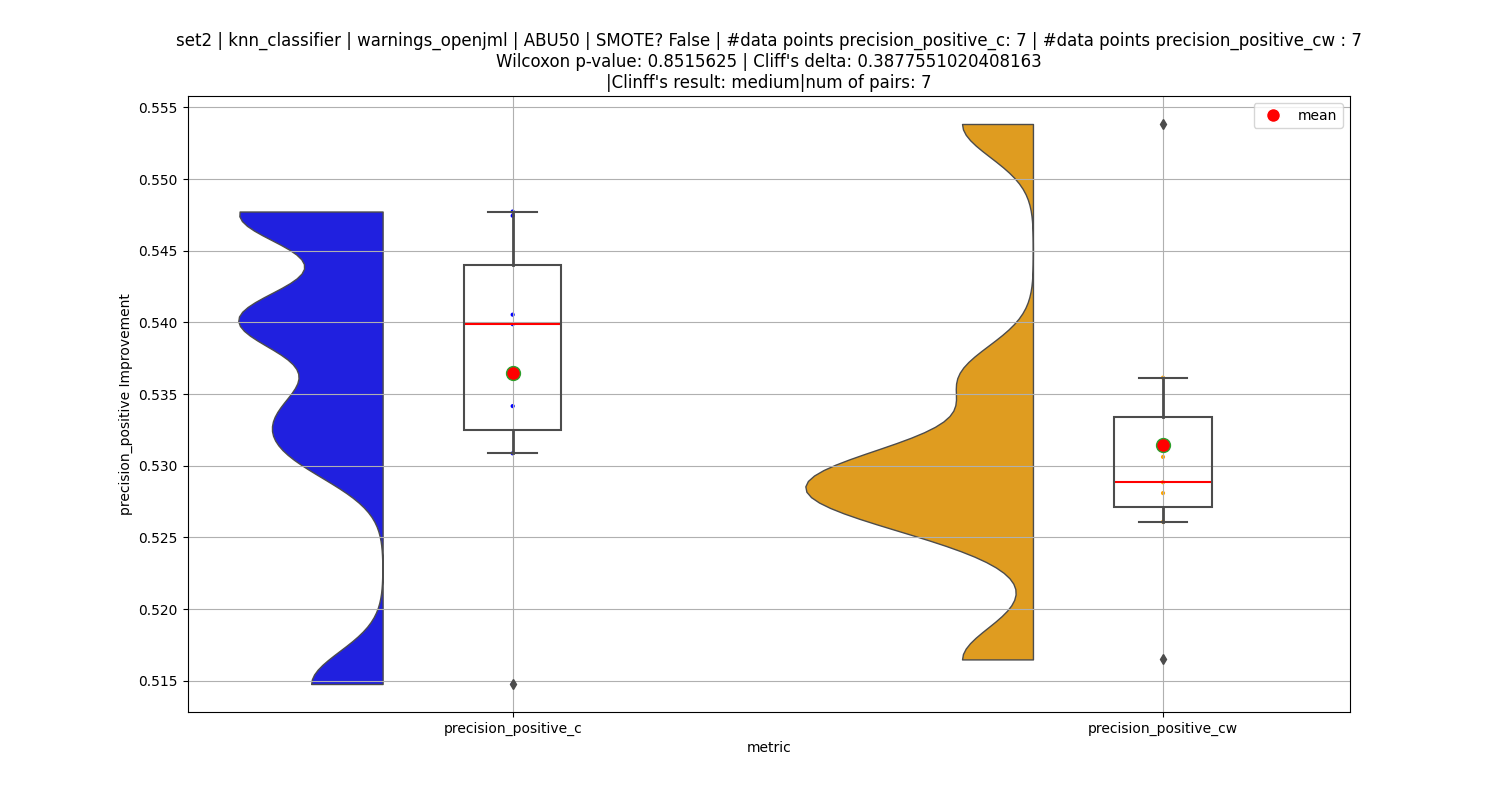 set2 | knn_classifier | warnings_openjml | ABU50 | SMOTE? False | #data points precision_positive_c: 7 | #data points precision_positive_cw : 7
Wilcoxon p-value: 0.8515625 | Cliff's delta: 0.3877551020408163
|Clinff's result: medium|num of pairs: 7
mean
precision_positive Improvement
0.555
0.550
0.545
0.540
0.535
0.530
0.525
0.520
0.515
precision_positive_c
precision_positive_cw
metric